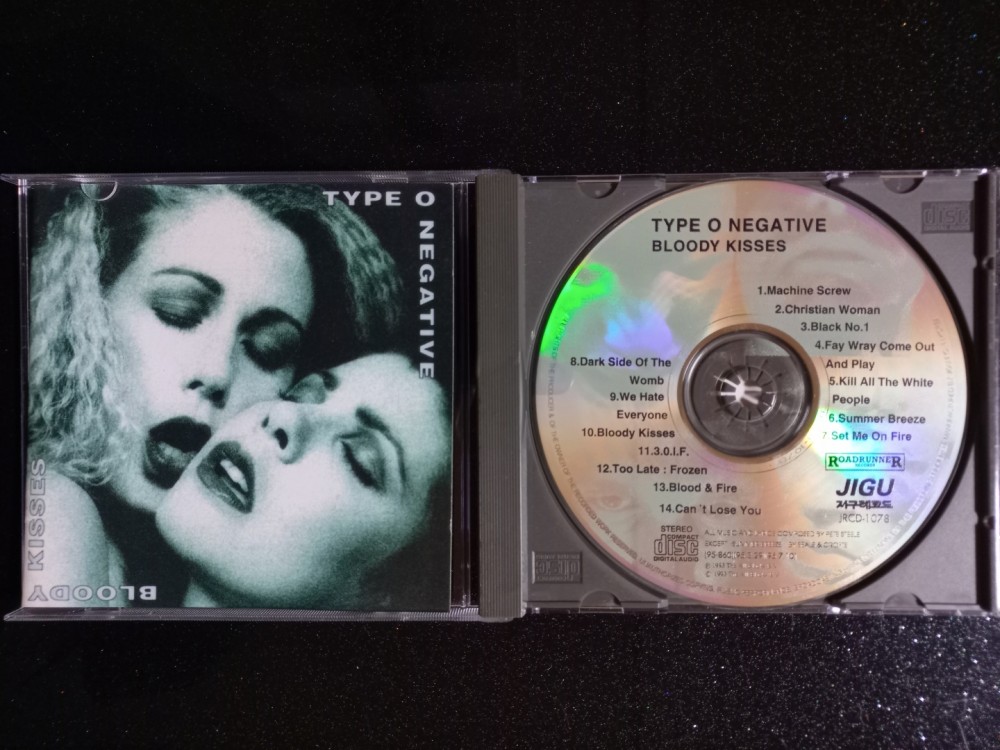 TYPE O NEGATIVE
BLOODY KISSES
TYPE O NEGATIVE
BLOODY KISSES
1.Machine Screw
2.Christian Woman
3.Black No.1
4.Fay Wray Come Out
And Play
5.Kill All The White
People
6.Summer Breeze
7.Set Me On Fire
8.Dark Side Of The
Womb
9.We Hate
Everyone
10.Bloody Kisses
11.3.0.I.F.
12.Too Late : Frozen
13.Blood & Fire
14.Can't Lose You
ROADRUNNER
RECORDS
JIGU
지구레코드
JRCD-1078
STEREO
COMPACT
disc
DIGITAL AUDIO
disc
disc